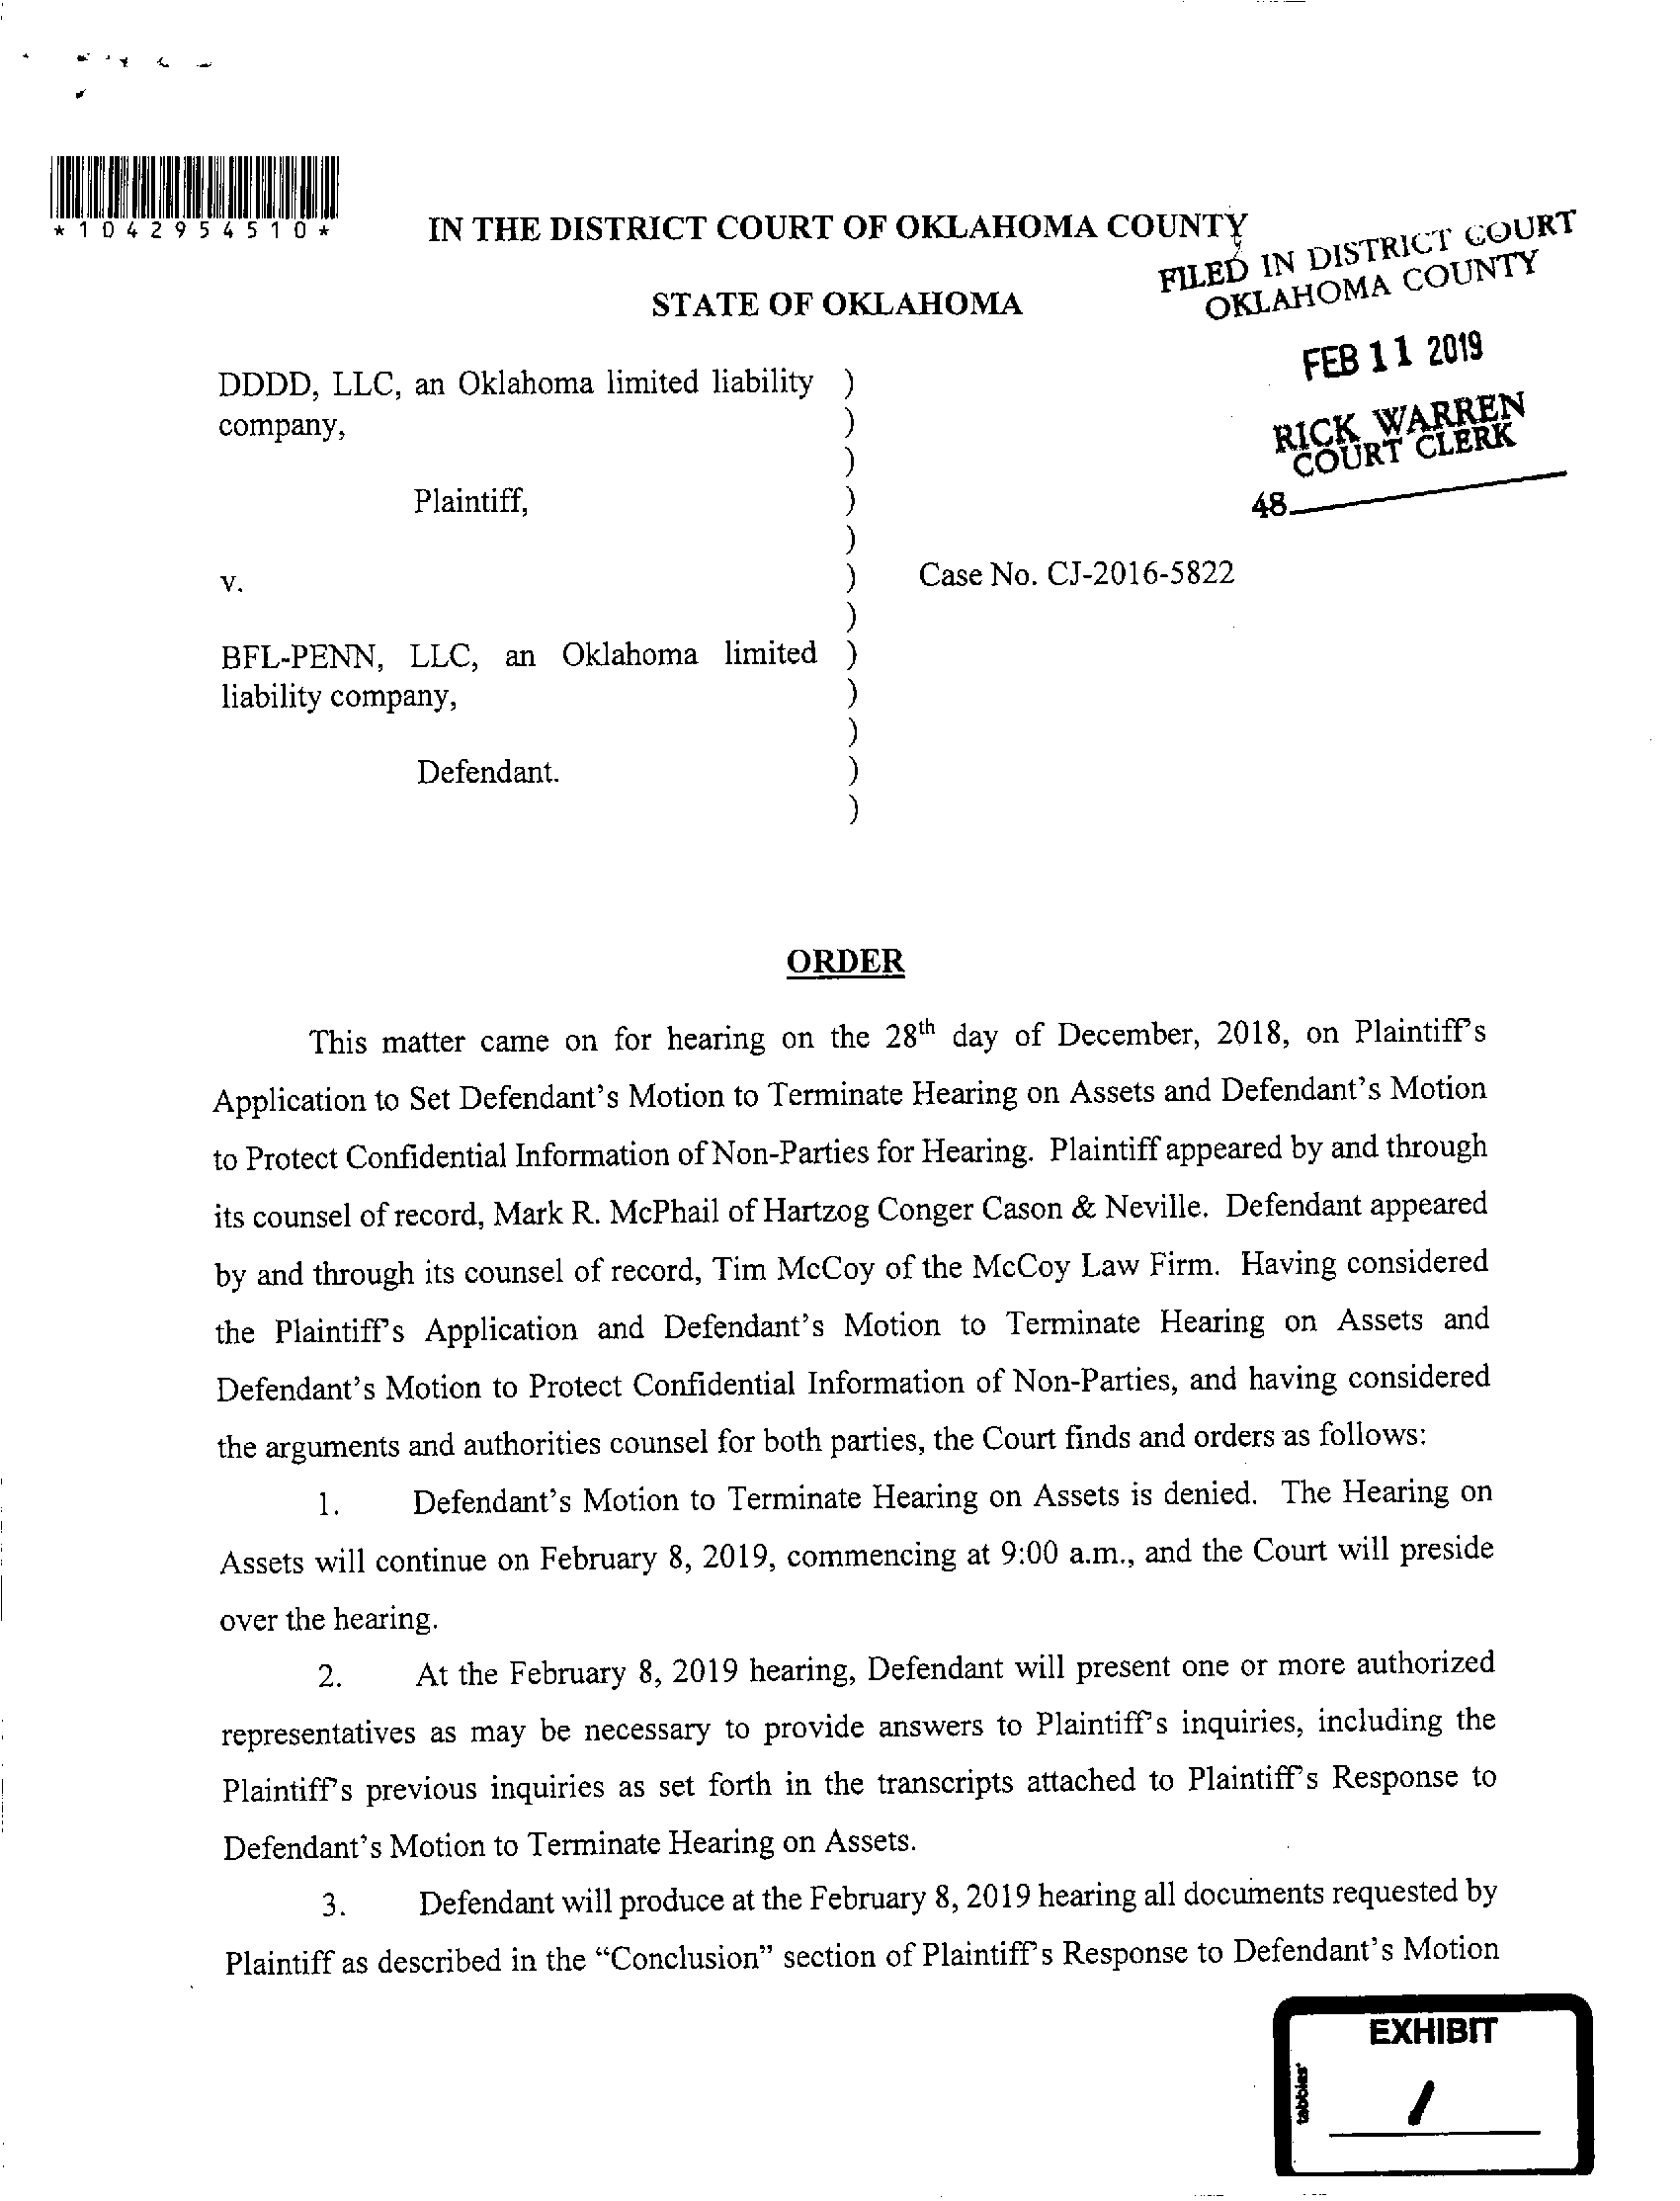 *1042954510*
IN THE DISTRICT COURT OF OKLAHOMA COUNTY
STATE OF OKLAHOMA
FILED IN DISTRICT COURT
OKLAHOMA COUNTY
FEB 11 2019
RICK WARREN
COURT CLERK
48
DDDD, LLC, an Oklahoma limited liability )
company, )
)
Plaintiff, )
)
v. ) Case No. CJ-2016-5822
)
BFL-PENN, LLC, an Oklahoma limited )
liability company, )
)
Defendant. )
)
ORDER
This matter came on for hearing on the 28th day of December, 2018, on Plaintiff's
Application to Set Defendant's Motion to Terminate Hearing on Assets and Defendant's Motion
to Protect Confidential Information of Non-Parties for Hearing. Plaintiff appeared by and through
its counsel of record, Mark R. McPhail of Hartzog Conger Cason & Neville. Defendant appeared
by and through its counsel of record, Tim McCoy of the McCoy Law Firm. Having considered
the Plaintiff's Application and Defendant's Motion to Terminate Hearing on Assets and
Defendant's Motion to Protect Confidential Information of Non-Parties, and having considered
the arguments and authorities counsel for both parties, the Court finds and orders as follows:
1. Defendant's Motion to Terminate Hearing on Assets is denied. The Hearing on
Assets will continue on February 8, 2019, commencing at 9:00 a.m., and the Court will preside
over the hearing.
2. At the February 8, 2019 hearing, Defendant will present one or more authorized
representatives as may be necessary to provide answers to Plaintiff's inquiries, including the
Plaintiff's previous inquiries as set forth in the transcripts attached to Plaintiff's Response to
Defendant's Motion to Terminate Hearing on Assets.
3. Defendant will produce at the February 8, 2019 hearing all documents requested by
Plaintiff as described in the "Conclusion" section of Plaintiff's Response to Defendant's Motion
EXHIBIT
tabbies'
1